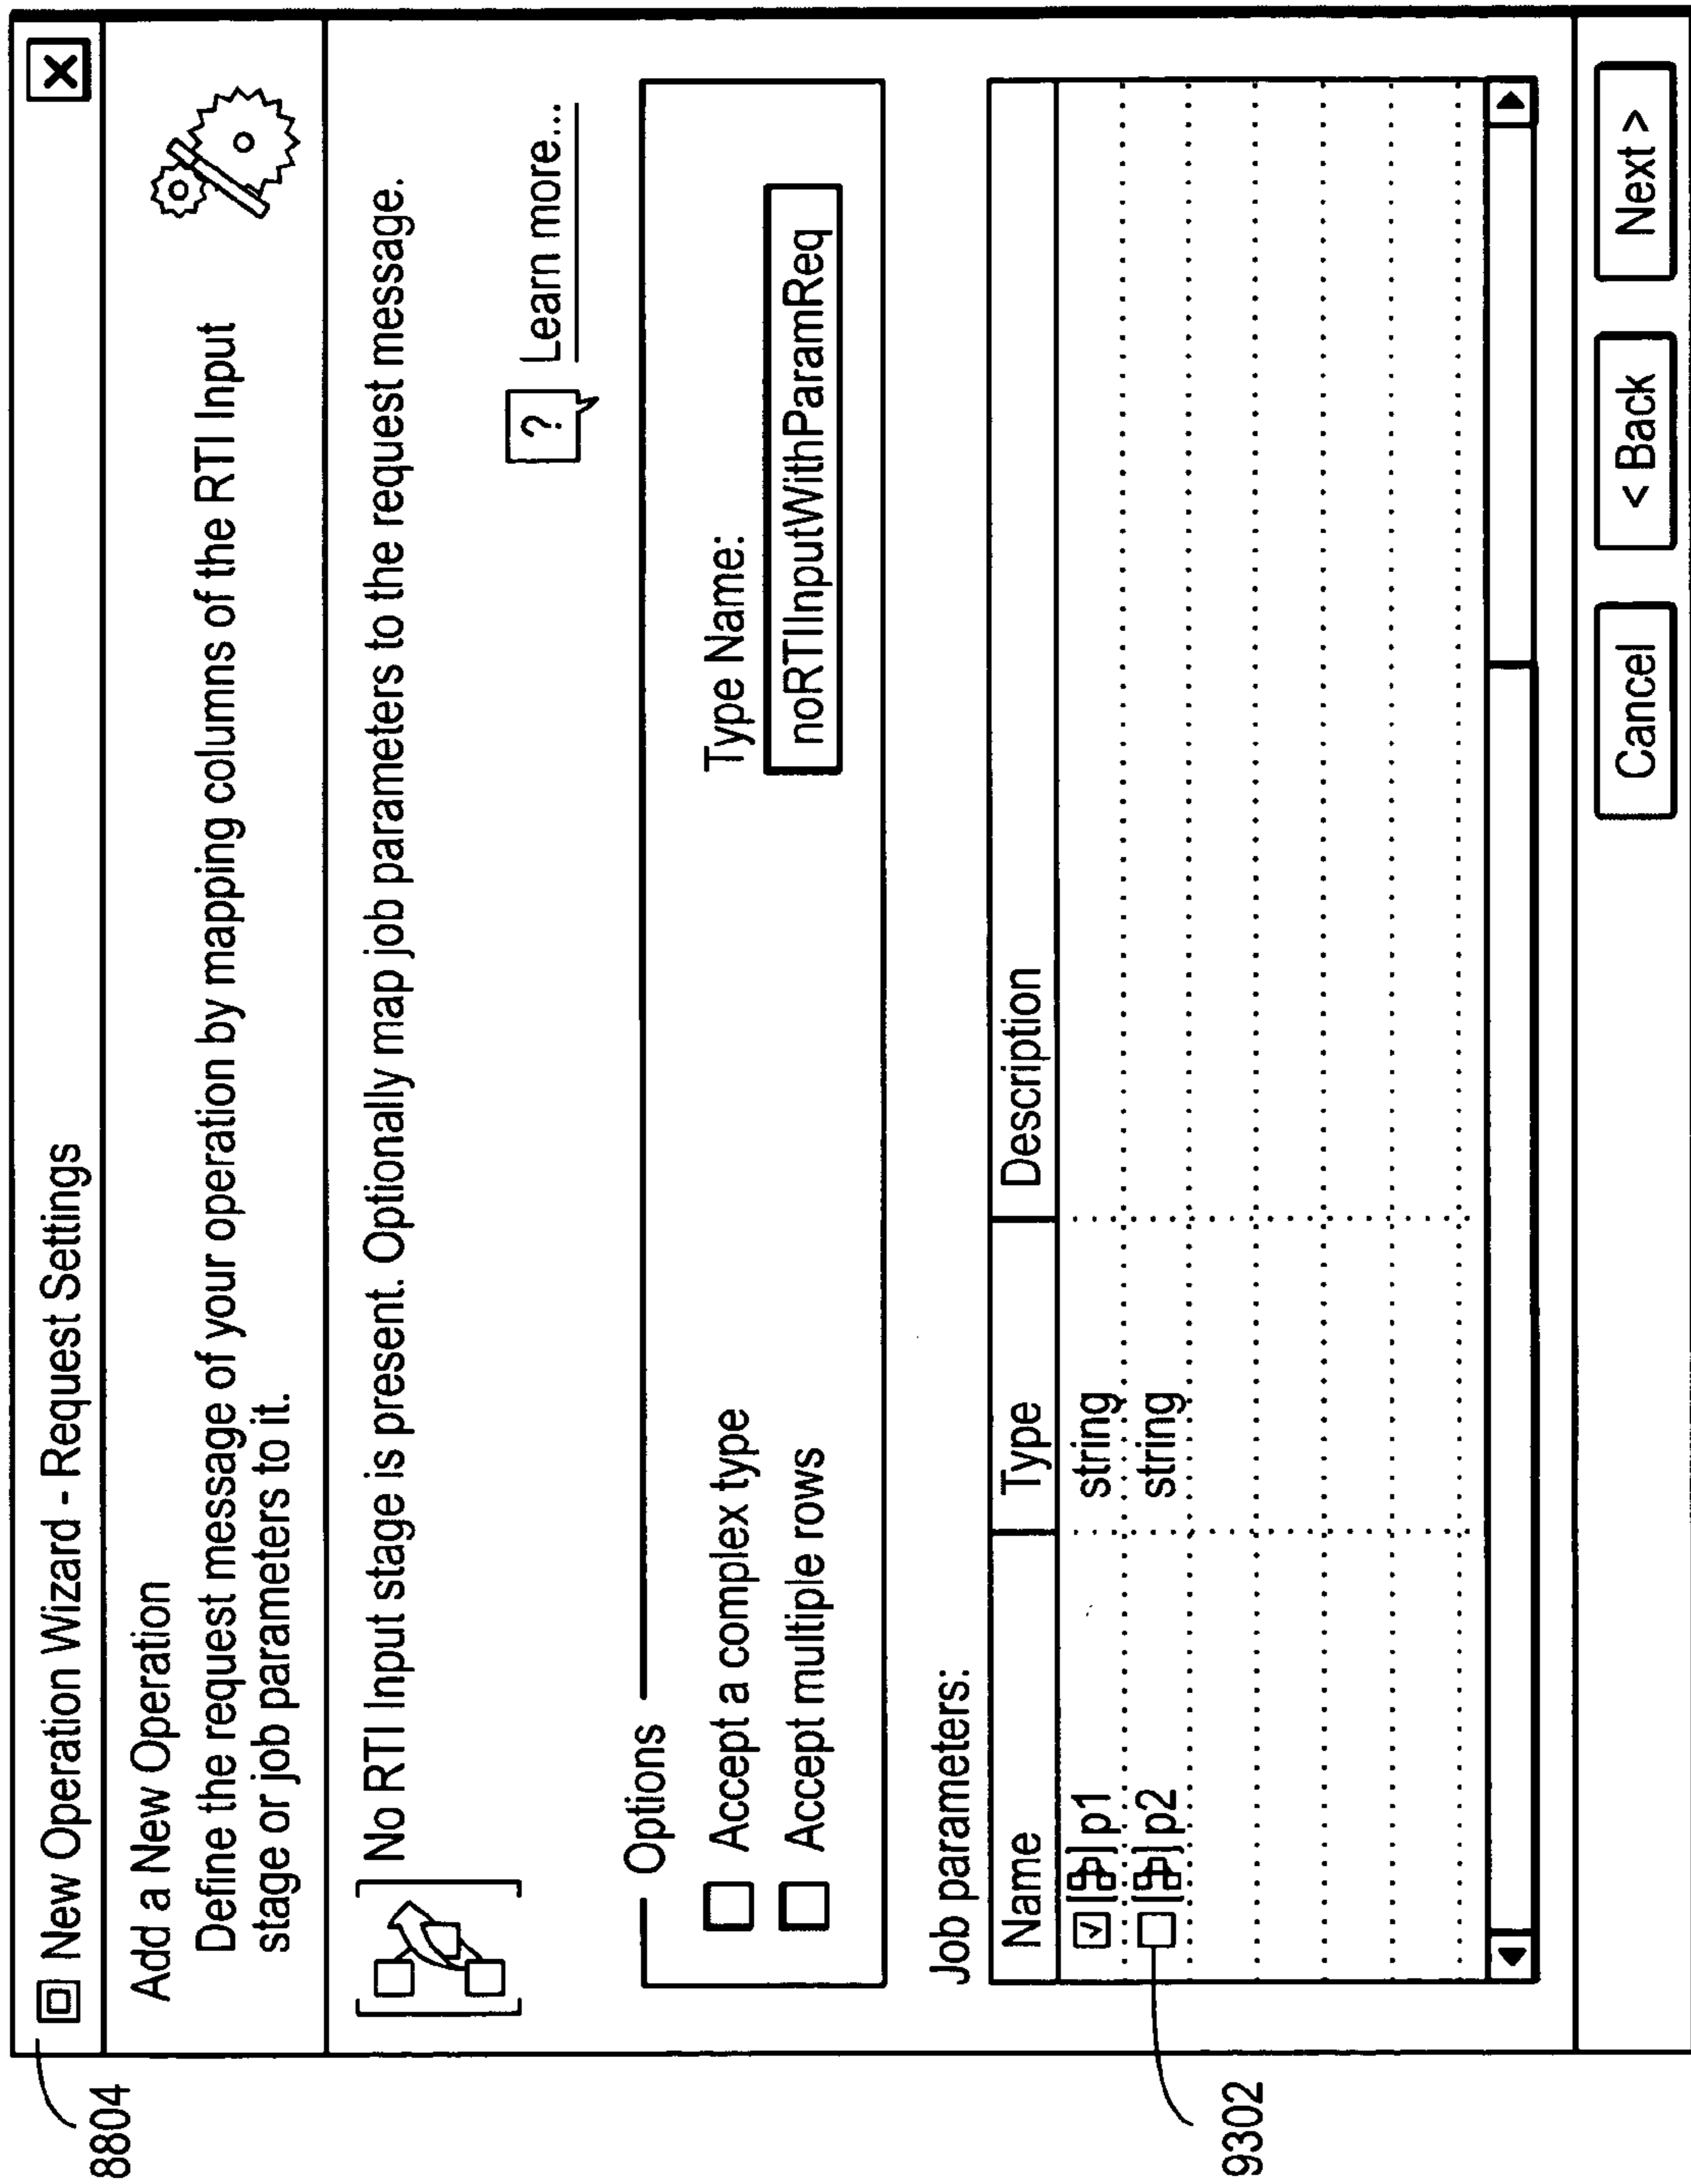 New Operation Wizard - Request Settings
X
Add a New Operation
Define the request message of your operation by mapping columns of the RTI Input
stage or job parameters to it.
No RTI Input stage is present. Optionally map job parameters to the request message.
? Learn more...
Options
Accept a complex type
Accept multiple rows
Type Name:
noRTIInputWithParamReq
Job parameters:
Name Type Description
p1 string
p2 string
Cancel < Back Next >
8804
9302